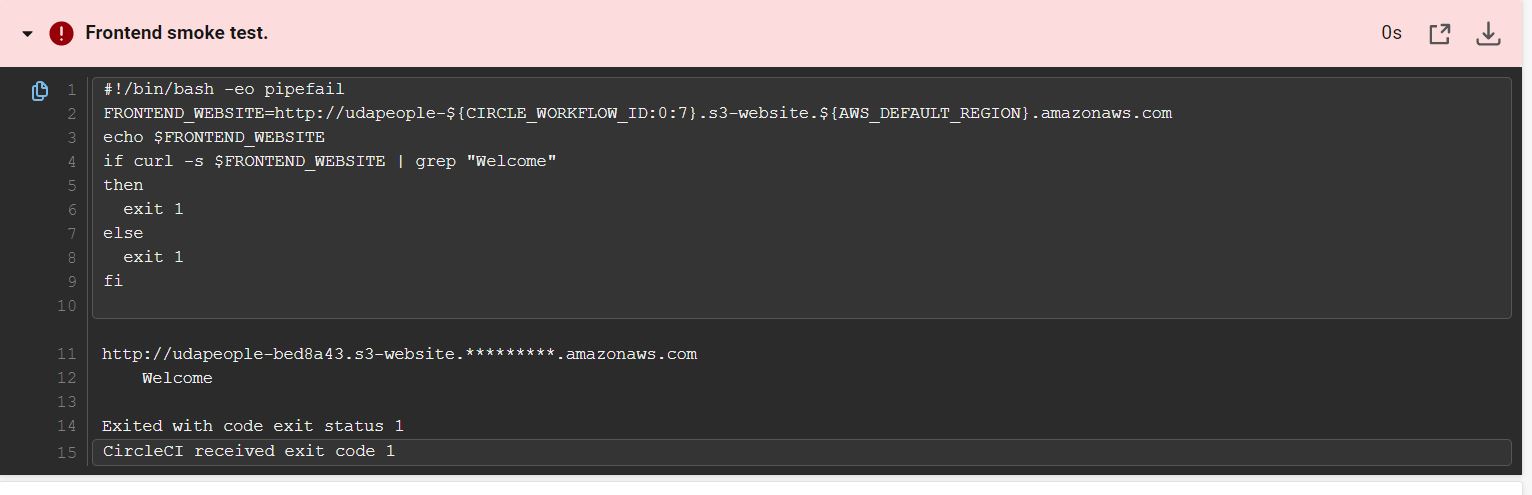 Frontend smoke test.
0s
1 #!/bin/bash -eo pipefail
2 FRONTEND_WEBSITE=http://udapeople-${CIRCLE_WORKFLOW_ID:0:7}.s3-website.${AWS_DEFAULT_REGION}.amazonaws.com
3 echo $FRONTEND_WEBSITE
4 if curl -s $FRONTEND_WEBSITE | grep "Welcome"
5 then
6   exit 1
7 else
8   exit 1
9 fi
10
11 http://udapeople-bed8a43.s3-website.*********.amazonaws.com
12     Welcome
13
14 Exited with code exit status 1
15 CircleCI received exit code 1